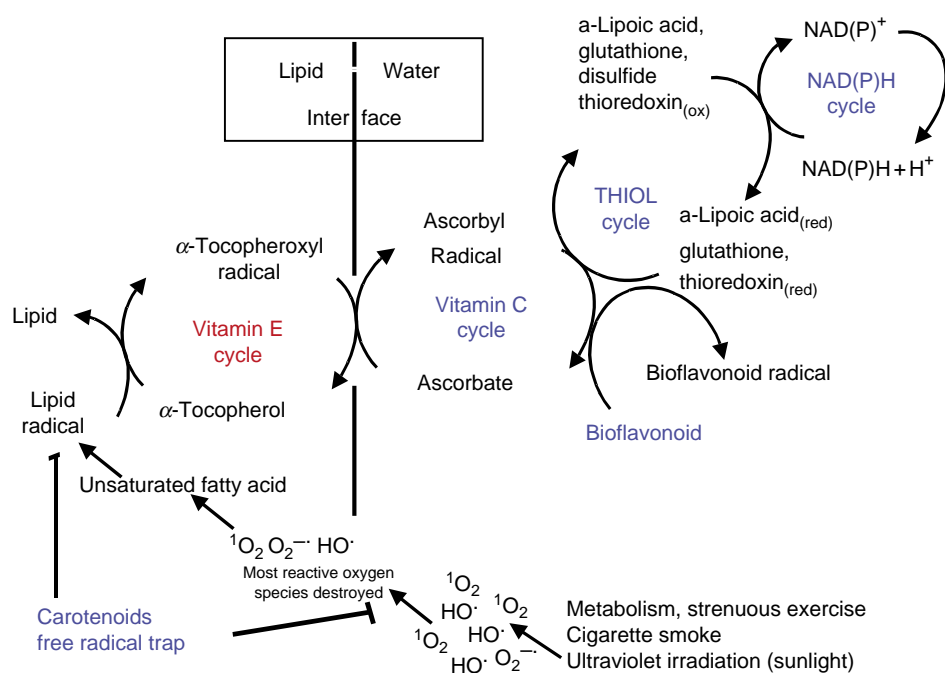 Lipid Water
Inter face
a-Lipoic acid,
glutathione,
disulfide
thioredoxin(ox)
NAD(P)+
NAD(P)H
cycle
NAD(P)H + H+
THIOL
cycle
a-Lipoic acid(red)
glutathione,
thioredoxin(red)
Ascorbyl
Radical
α-Tocopheroxyl
radical
Lipid
Vitamin E
cycle
Vitamin C
cycle
Bioflavonoid radical
Ascorbate
α-Tocopherol
Lipid
radical
Bioflavonoid
Unsaturated fatty acid
¹O₂ O₂—· HO·
Most reactive oxygen
species destroyed
¹O₂
HO· ¹O₂
¹O₂ HO·
HO· O₂—·
Carotenoids
free radical trap
Metabolism, strenuous exercise
Cigarette smoke
Ultraviolet irradiation (sunlight)